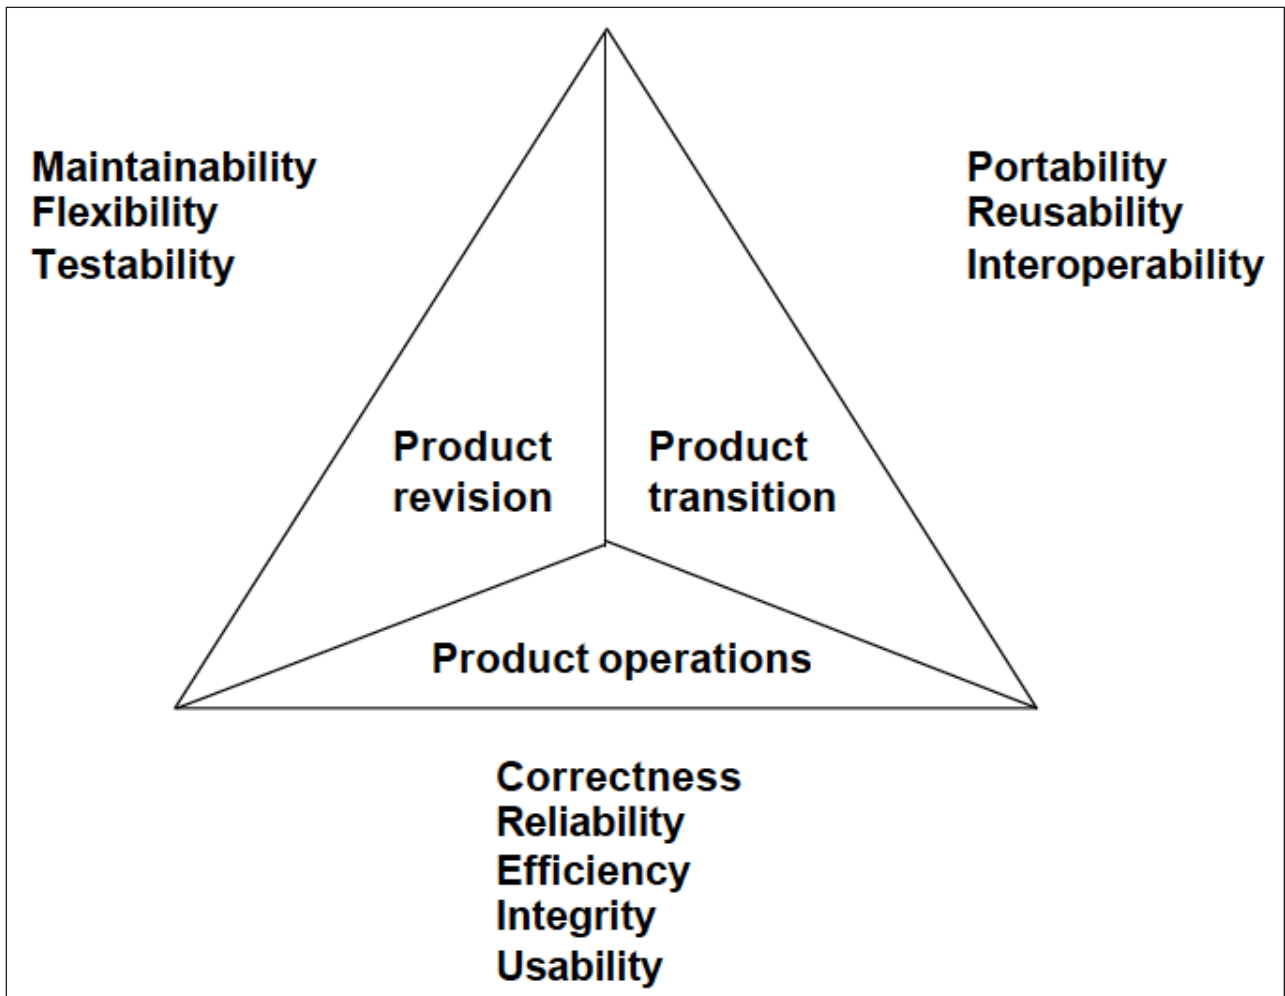 Maintainability
Flexibility
Testability
Portability
Reusability
Interoperability
Product
revision
Product
transition
Product operations
Correctness
Reliability
Efficiency
Integrity
Usability